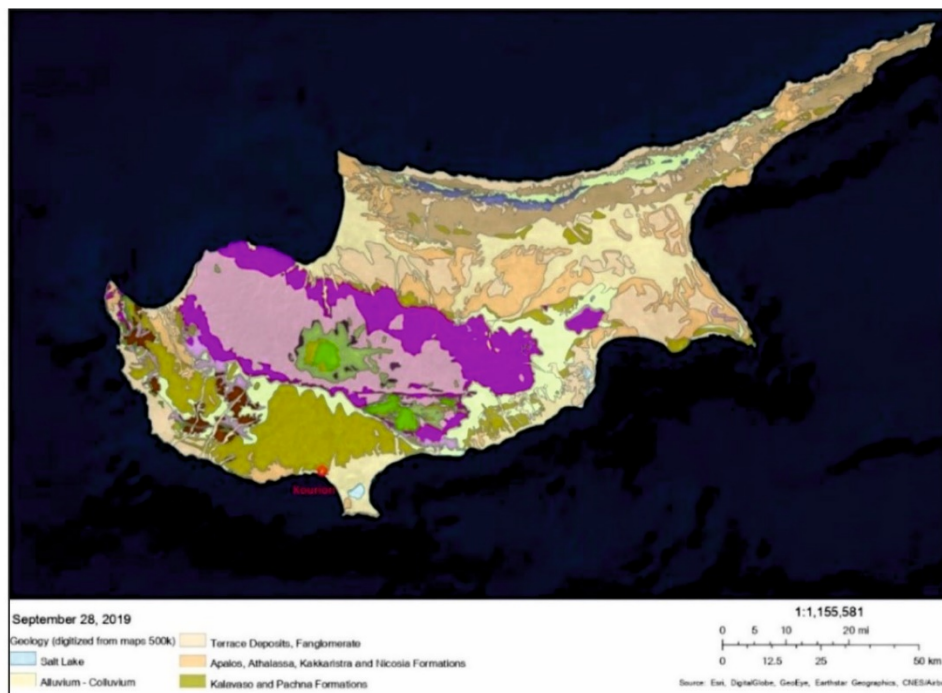 Kourion
September 28, 2019
Geology (digitized from maps 500k)
Salt Lake
Alluvium - Colluvium
Terrace Deposits, Fanglomerate
Apalos, Athalassa, Kakkaristra and Nicosia Formations
Kalavaso and Pachna Formations
1:1,155,581
0 5 10 20 mi
0 12.5 25 50 km
Source: Esri, DigitalGlobe, GeoEye, Earthstar Geographics, CNES/Airbu